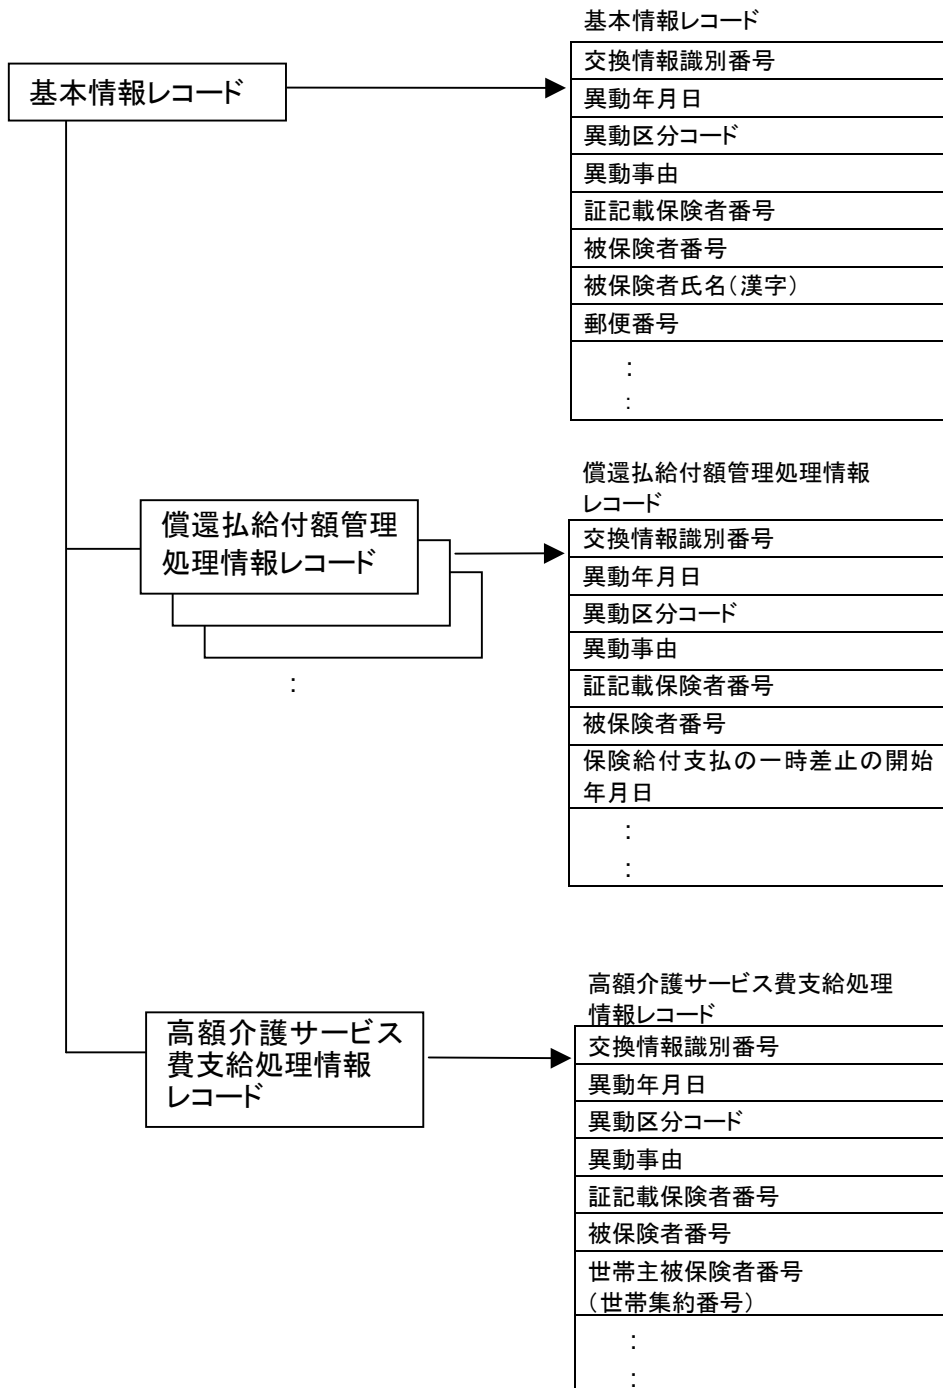 基本情報レコード
基本情報レコード
交換情報識別番号
異動年月日
異動区分コード
異動事由
証記載保険者番号
被保険者番号
被保険者氏名（漢字）
郵便番号
：
：
償還払給付額管理
処理情報レコード
：
償還払給付額管理処理情報
レコード
交換情報識別番号
異動年月日
異動区分コード
異動事由
証記載保険者番号
被保険者番号
保険給付支払の一時差止の開始
年月日
：
：
高額介護サービス
費支給処理情報
レコード
高額介護サービス費支給処理
情報レコード
交換情報識別番号
異動年月日
異動区分コード
異動事由
証記載保険者番号
被保険者番号
世帯主被保険者番号
（世帯集約番号）
：
：